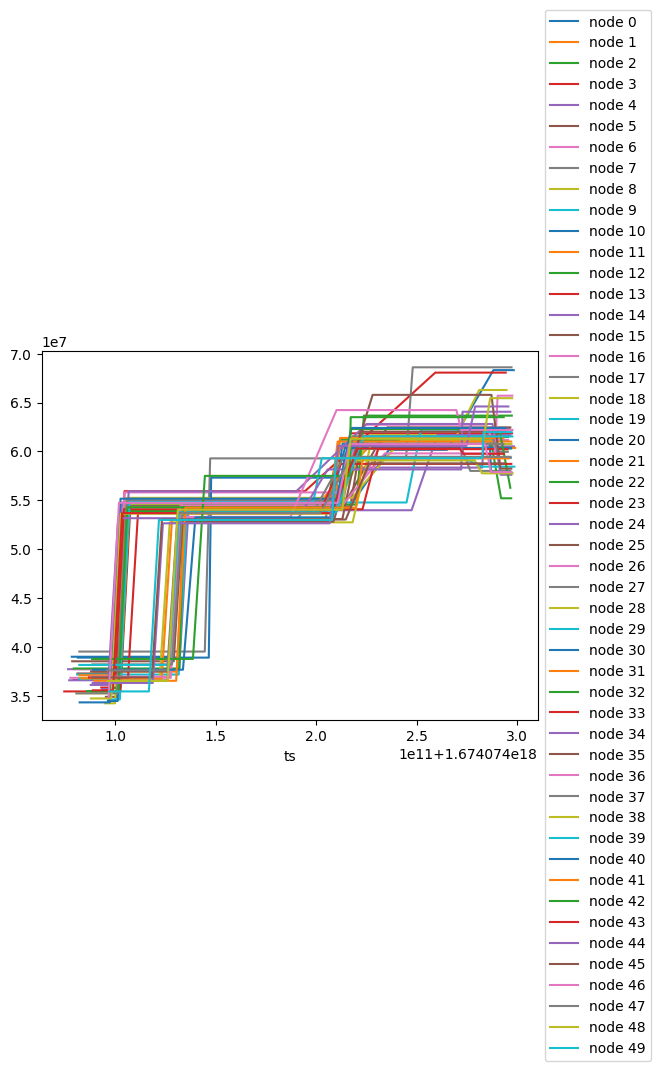 1e7
7.0
6.5
6.0
5.5
5.0
4.5
4.0
3.5
1.0 1.5 2.0 2.5 3.0
1e11+1.674074e18
ts
node 0
node 1
node 2
node 3
node 4
node 5
node 6
node 7
node 8
node 9
node 10
node 11
node 12
node 13
node 14
node 15
node 16
node 17
node 18
node 19
node 20
node 21
node 22
node 23
node 24
node 25
node 26
node 27
node 28
node 29
node 30
node 31
node 32
node 33
node 34
node 35
node 36
node 37
node 38
node 39
node 40
node 41
node 42
node 43
node 44
node 45
node 46
node 47
node 48
node 49